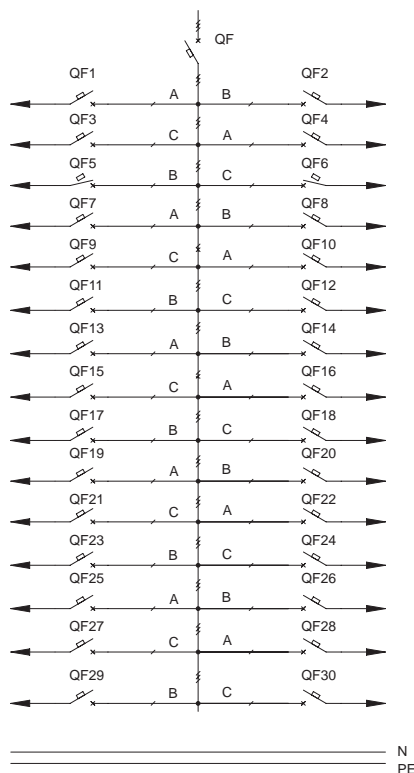 QF
QF1 A B QF2
QF3 C A QF4
QF5 B C QF6
QF7 A B QF8
QF9 C A QF10
QF11 B C QF12
QF13 A B QF14
QF15 C A QF16
QF17 B C QF18
QF19 A B QF20
QF21 C A QF22
QF23 B C QF24
QF25 A B QF26
QF27 C A QF28
QF29 B C QF30
N
PE